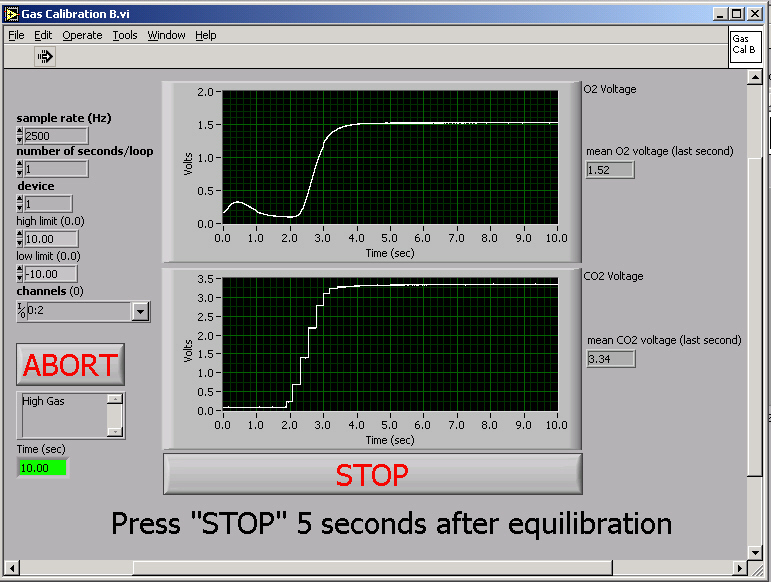 Gas Calibration B.vi
File Edit Operate Tools Window Help
Gas
Cal B
sample rate (Hz)
2500
number of seconds/loop
1
device
1
high limit (0.0)
10.00
low limit (0.0)
-10.00
channels (0)
0:2
ABORT
High Gas
Time (sec)
10.00
O2 Voltage
2.0
1.5
1.0
0.5
0.0
Volts
0.0 1.0 2.0 3.0 4.0 5.0 6.0 7.0 8.0 9.0 10.0
Time (sec)
mean O2 voltage (last second)
1.52
CO2 Voltage
3.5
3.0
2.5
2.0
1.5
1.0
0.5
0.0
Volts
0.0 1.0 2.0 3.0 4.0 5.0 6.0 7.0 8.0 9.0 10.0
Time (sec)
mean CO2 voltage (last second)
3.34
STOP
Press "STOP" 5 seconds after equilibration